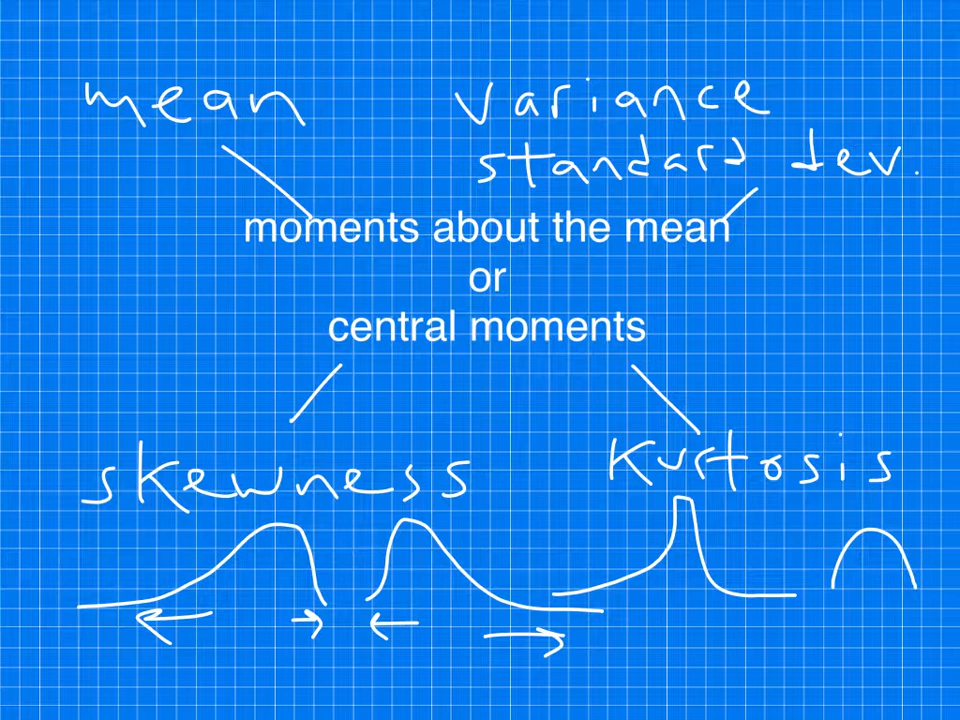 mean
variance
standard dev.
moments about the mean
or
central moments
skewness
Kurtosis